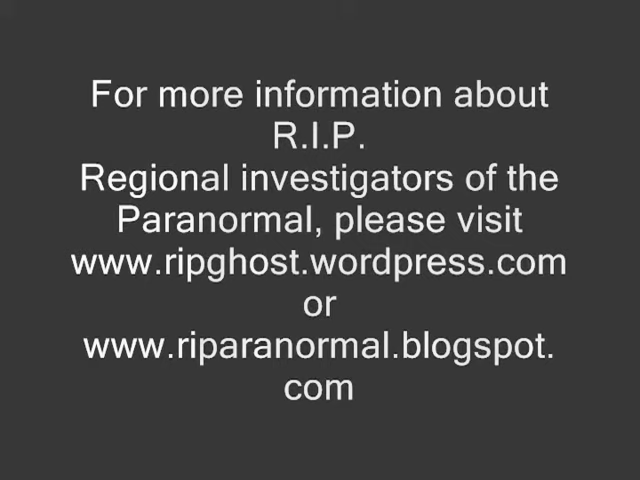 For more information about
R.I.P.
Regional investigators of the
Paranormal, please visit
www.ripghost.wordpress.com
or
www.riparanormal.blogspot.
com